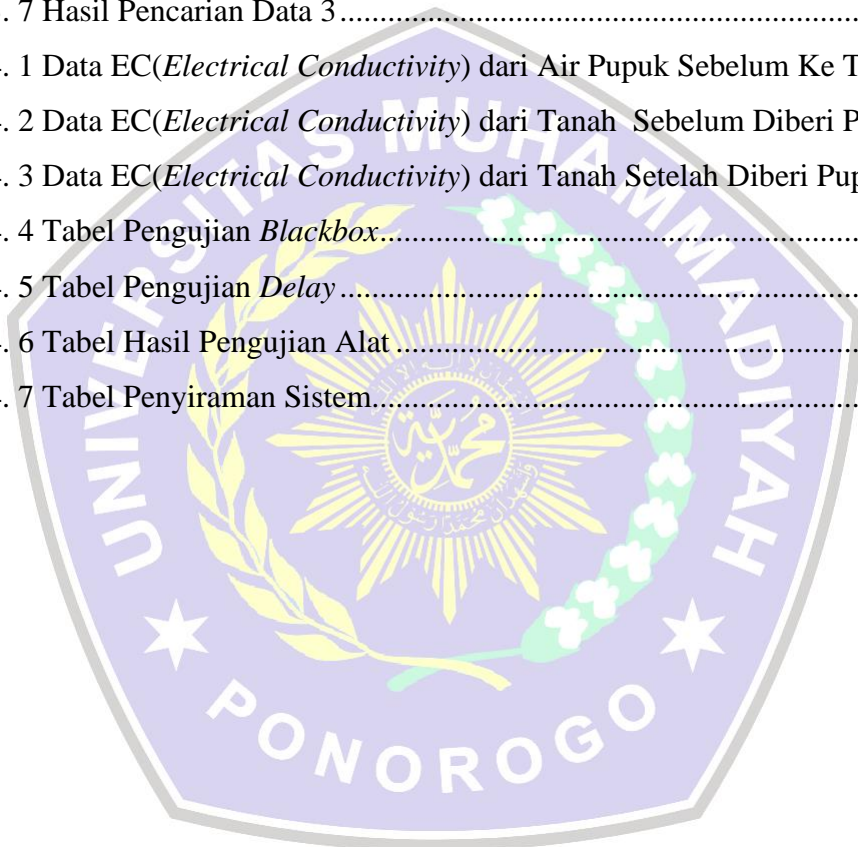 . 7 Hasil Pencarian Data 3
. 1 Data EC(Electrical Conductivity) dari Air Pupuk Sebelum Ke T
. 2 Data EC(Electrical Conductivity) dari Tanah Sebelum Diberi P
. 3 Data EC(Electrical Conductivity) dari Tanah Setelah Diberi Pup
. 4 Tabel Pengujian Blackbox
. 5 Tabel Pengujian Delay
. 6 Tabel Hasil Pengujian Alat
. 7 Tabel Penyiraman Sistem
UNIVERSITAS MUHAMMADIYAH
PONOROGO